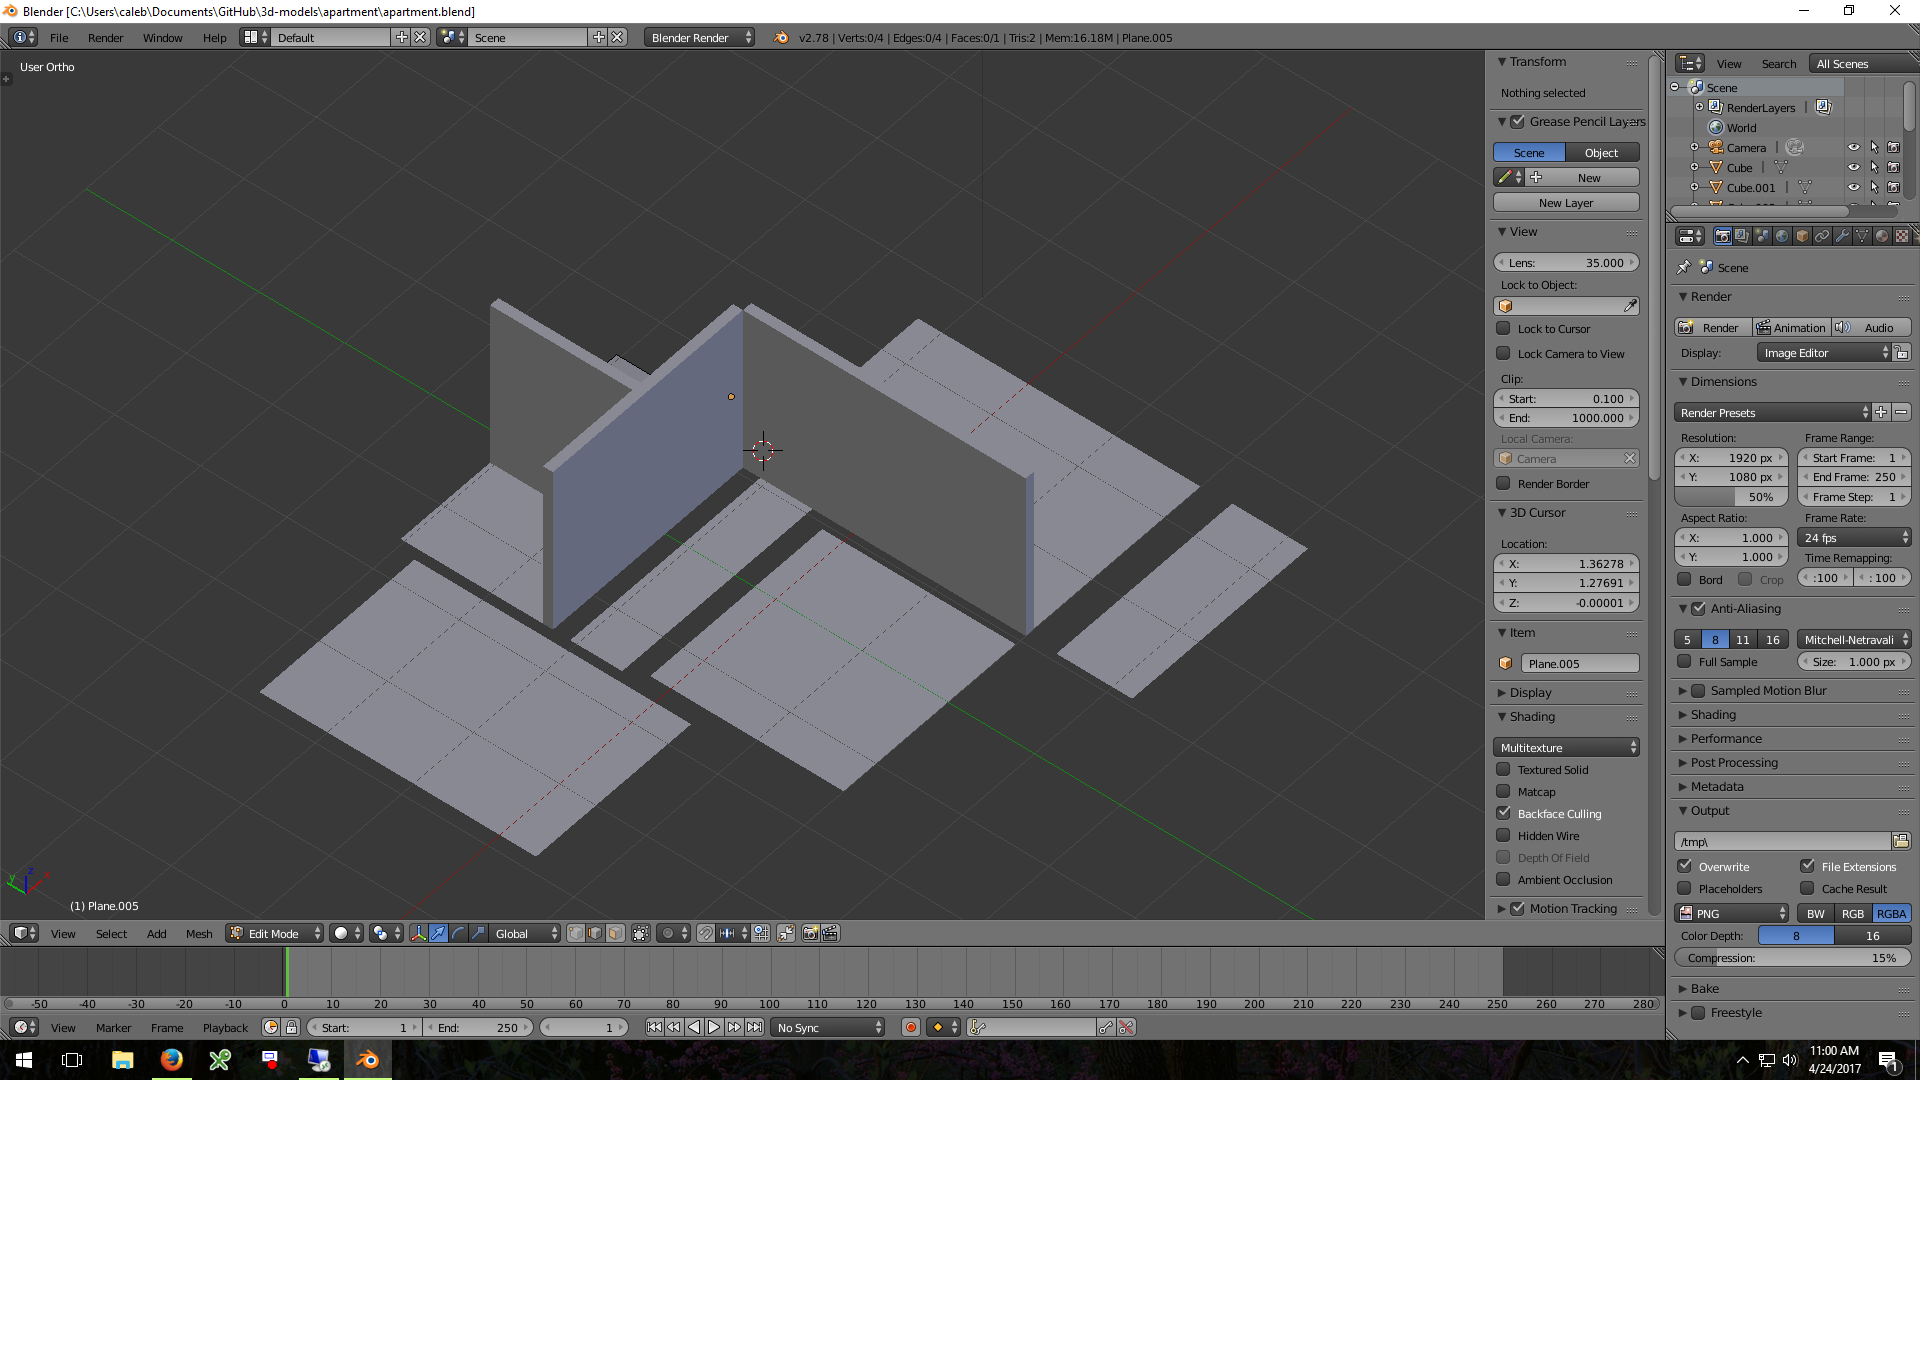 Blender [C:\Users\caleb\Documents\GitHub\3d-models\apartment\apartment.blend]
File Render Window Help Default Scene Blender Render v2.78 | Verts:0/4 | Edges:0/4 | Faces:0/1 | Tris:2 | Mem:16.18M | Plane.005
User Ortho
(1) Plane.005
z
y
x
Transform
Nothing selected
Grease Pencil Layers
Scene Object
New
New Layer
View
Lens: 35.000
Lock to Object:
Lock to Cursor
Lock Camera to View
Clip:
Start: 0.100
End: 1000.000
Local Camera:
Camera
Render Border
3D Cursor
Location:
X: 1.36278
Y: 1.27691
Z: -0.00001
Item
Plane.005
Display
Shading
Multitexture
Textured Solid
Matcap
Backface Culling
Hidden Wire
Depth Of Field
Ambient Occlusion
Motion Tracking
View Search All Scenes
Scene
RenderLayers |
World
Camera |
Cube |
Cube.001 |
Scene
Render
Render Animation Audio
Display: Image Editor
Dimensions
Render Presets
Resolution: Frame Range:
X: 1920 px Start Frame: 1
Y: 1080 px End Frame: 250
50% Frame Step: 1
Aspect Ratio: Frame Rate:
X: 1.000 24 fps
Y: 1.000 Time Remapping:
Bord Crop :100 : 100
Anti-Aliasing
5 8 11 16 Mitchell-Netravali
Full Sample Size: 1.000 px
Sampled Motion Blur
Shading
Performance
Post Processing
Metadata
Output
/tmp\
Overwrite File Extensions
Placeholders Cache Result
PNG BW RGB RGBA
Color Depth: 8 16
Compression: 15%
Bake
Freestyle
View Select Add Mesh Edit Mode Global
-50 -40 -30 -20 -10 0 10 20 30 40 50 60 70 80 90 100 110 120 130 140 150 160 170 180 190 200 210 220 230 240 250 260 270 280
View Marker Frame Playback Start: 1 End: 250 1 No Sync
11:00 AM
4/24/2017
1